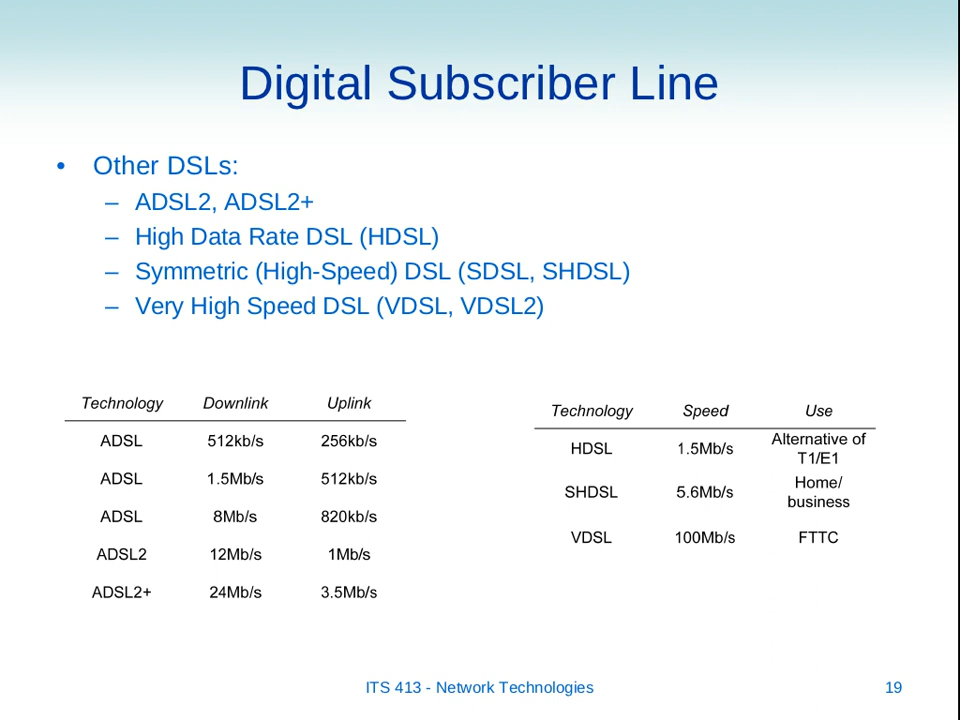 Digital Subscriber Line
• Other DSLs:
– ADSL2, ADSL2+
– High Data Rate DSL (HDSL)
– Symmetric (High-Speed) DSL (SDSL, SHDSL)
– Very High Speed DSL (VDSL, VDSL2)
Technology Downlink Uplink
ADSL 512kb/s 256kb/s
ADSL 1.5Mb/s 512kb/s
ADSL 8Mb/s 820kb/s
ADSL2 12Mb/s 1Mb/s
ADSL2+ 24Mb/s 3.5Mb/s
Technology Speed Use
HDSL 1.5Mb/s Alternative of
T1/E1
SHDSL 5.6Mb/s Home/
business
VDSL 100Mb/s FTTC
ITS 413 - Network Technologies 19